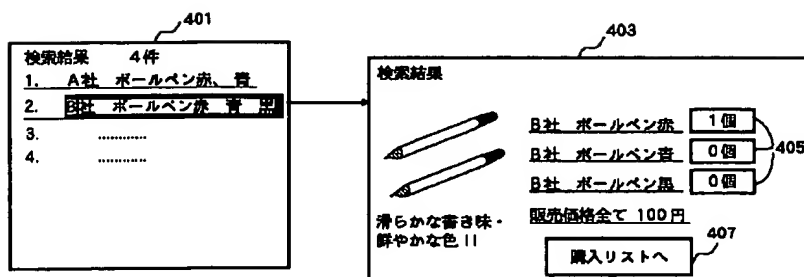 401
検索結果 4件
1. A社 ボールペン赤、青
2. B社 ボールペン赤 青 黒
3. …………
4. …………
403
検索結果
B社 ボールペン赤 1個
B社 ボールペン青 0個
B社 ボールペン黒 0個
405
滑らかな書き味・
鮮やかな色!!
販売価格全て 100円
購入リストへ
407